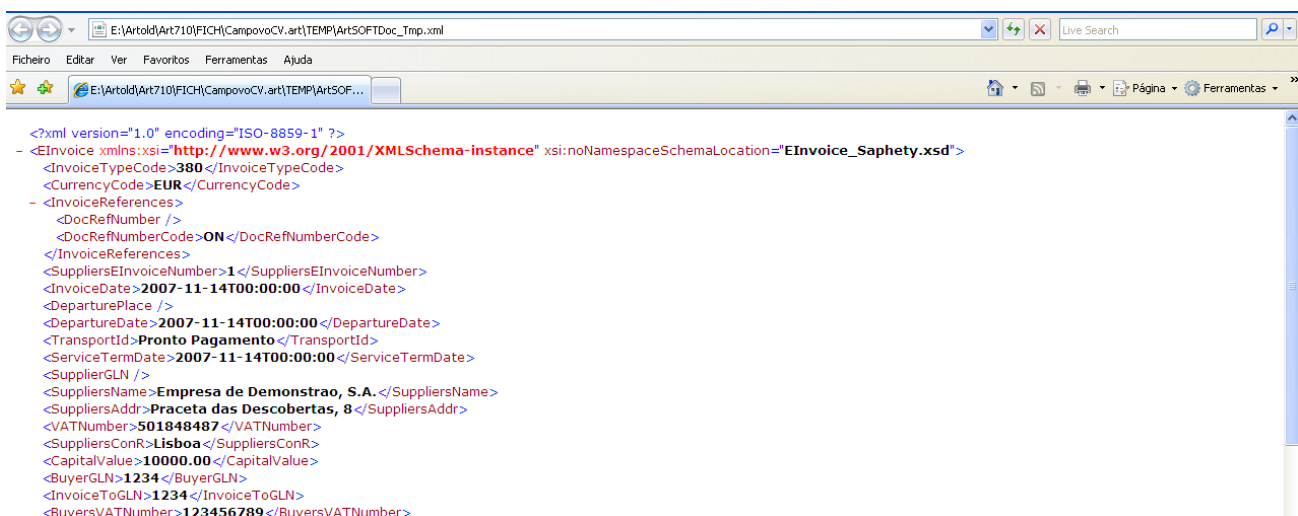 E:\Artold\Art710\FICH\CampovoCV.art\TEMP\ArtSOFTDoc_Tmp.xml
Live Search
Ficheiro Editar Ver Favoritos Ferramentas Ajuda
E:\Artold\Art710\FICH\CampovoCV.art\TEMP\ArtSOF...
Página Ferramentas »
<?xml version="1.0" encoding="ISO-8859-1" ?>
- <EInvoice xmlns:xsi="http://www.w3.org/2001/XMLSchema-instance" xsi:noNamespaceSchemaLocation="EInvoice_Saphety.xsd">
<InvoiceTypeCode>380</InvoiceTypeCode>
<CurrencyCode>EUR</CurrencyCode>
- <InvoiceReferences>
<DocRefNumber />
<DocRefNumberCode>ON</DocRefNumberCode>
</InvoiceReferences>
<SuppliersEInvoiceNumber>1</SuppliersEInvoiceNumber>
<InvoiceDate>2007-11-14T00:00:00</InvoiceDate>
<DeparturePlace />
<DepartureDate>2007-11-14T00:00:00</DepartureDate>
<TransportId>Pronto Pagamento</TransportId>
<ServiceTermDate>2007-11-14T00:00:00</ServiceTermDate>
<SupplierGLN />
<SuppliersName>Empresa de Demonstrao, S.A.</SuppliersName>
<SuppliersAddr>Praceta das Descobertas, 8</SuppliersAddr>
<VATNumber>501848487</VATNumber>
<SuppliersConR>Lisboa</SuppliersConR>
<CapitalValue>10000.00</CapitalValue>
<BuyerGLN>1234</BuyerGLN>
<InvoiceToGLN>1234</InvoiceToGLN>
<BuyersVATNumber>123456789</BuyersVATNumber>